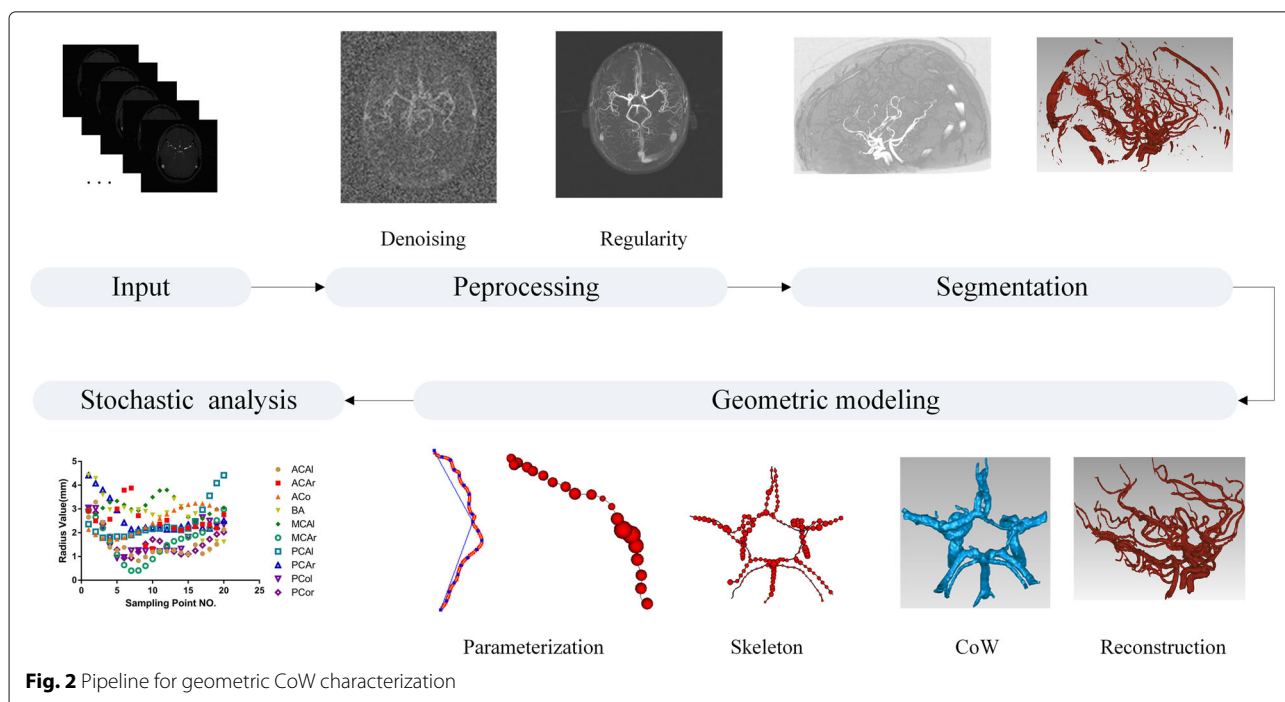 . . .
Denoising
Regularity
Input
Peprocessing
Segmentation
Stochastic analysis
Geometric modeling
Radius Value(mm)
5
4
3
2
1
0
0
5
10
15
20
25
Sampling Point NO.
ACAl
ACAr
ACo
BA
MCAl
MCAr
PCAl
PCAr
PCol
PCor
Parameterization
Skeleton
CoW
Reconstruction
Fig. 2 Pipeline for geometric CoW characterization